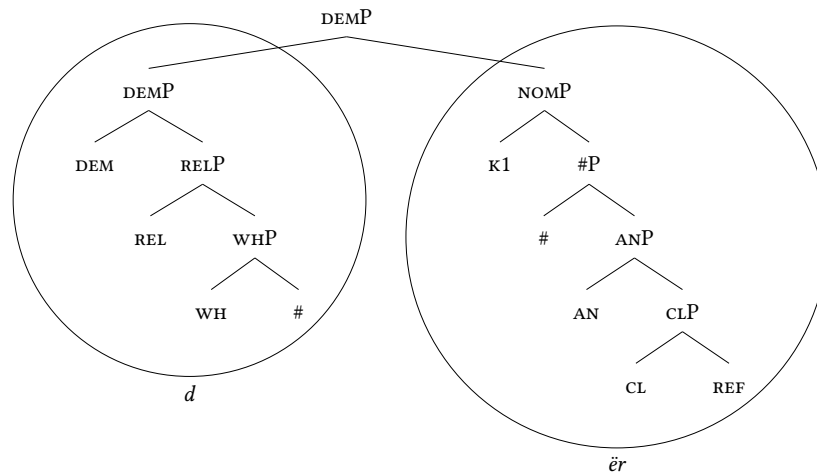 DEMP
DEMP NOMP
DEM RELP K1 #P
REL WHP # ANP
WH # AN CLP
CL REF
d
ër